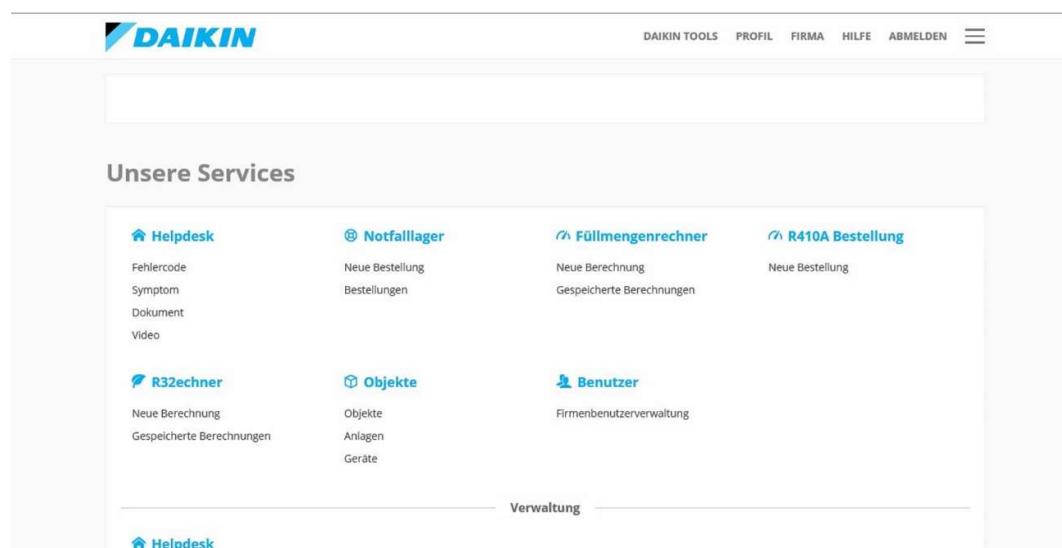 DAIKIN
DAIKIN TOOLS PROFIL FIRMA HILFE ABMELDEN
Unsere Services
Helpdesk
Fehlercode
Symptom
Dokument
Video
Notfalllager
Neue Bestellung
Bestellungen
Füllmengenrechner
Neue Berechnung
Gespeicherte Berechnungen
R410A Bestellung
Neue Bestellung
R32echner
Neue Berechnung
Gespeicherte Berechnungen
Objekte
Objekte
Anlagen
Geräte
Benutzer
Firmenbenutzerverwaltung
Verwaltung
Helpdesk